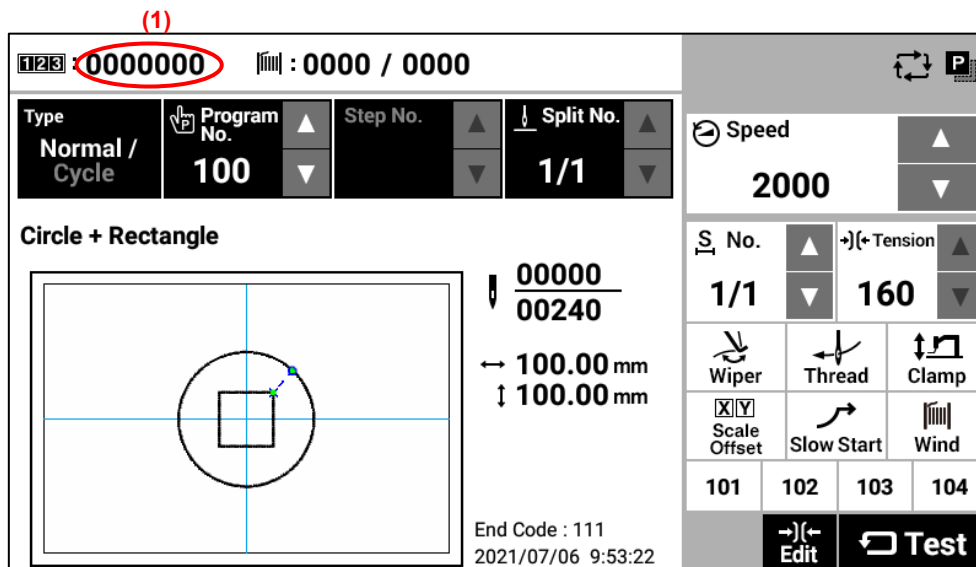 (1)
123 : 0000000 : 0000 / 0000
P
Type
Normal /
Cycle
P Program
No.
100
Step No.
Split No.
1/1
Speed
2000
Circle + Rectangle
00000
00240
100.00 mm
100.00 mm
S No.
1/1
Tension
160
Wiper
Thread
Clamp
X Y
Scale
Offset
Slow Start
Wind
101 102 103 104
End Code : 111
2021/07/06 9:53:22
Edit
Test